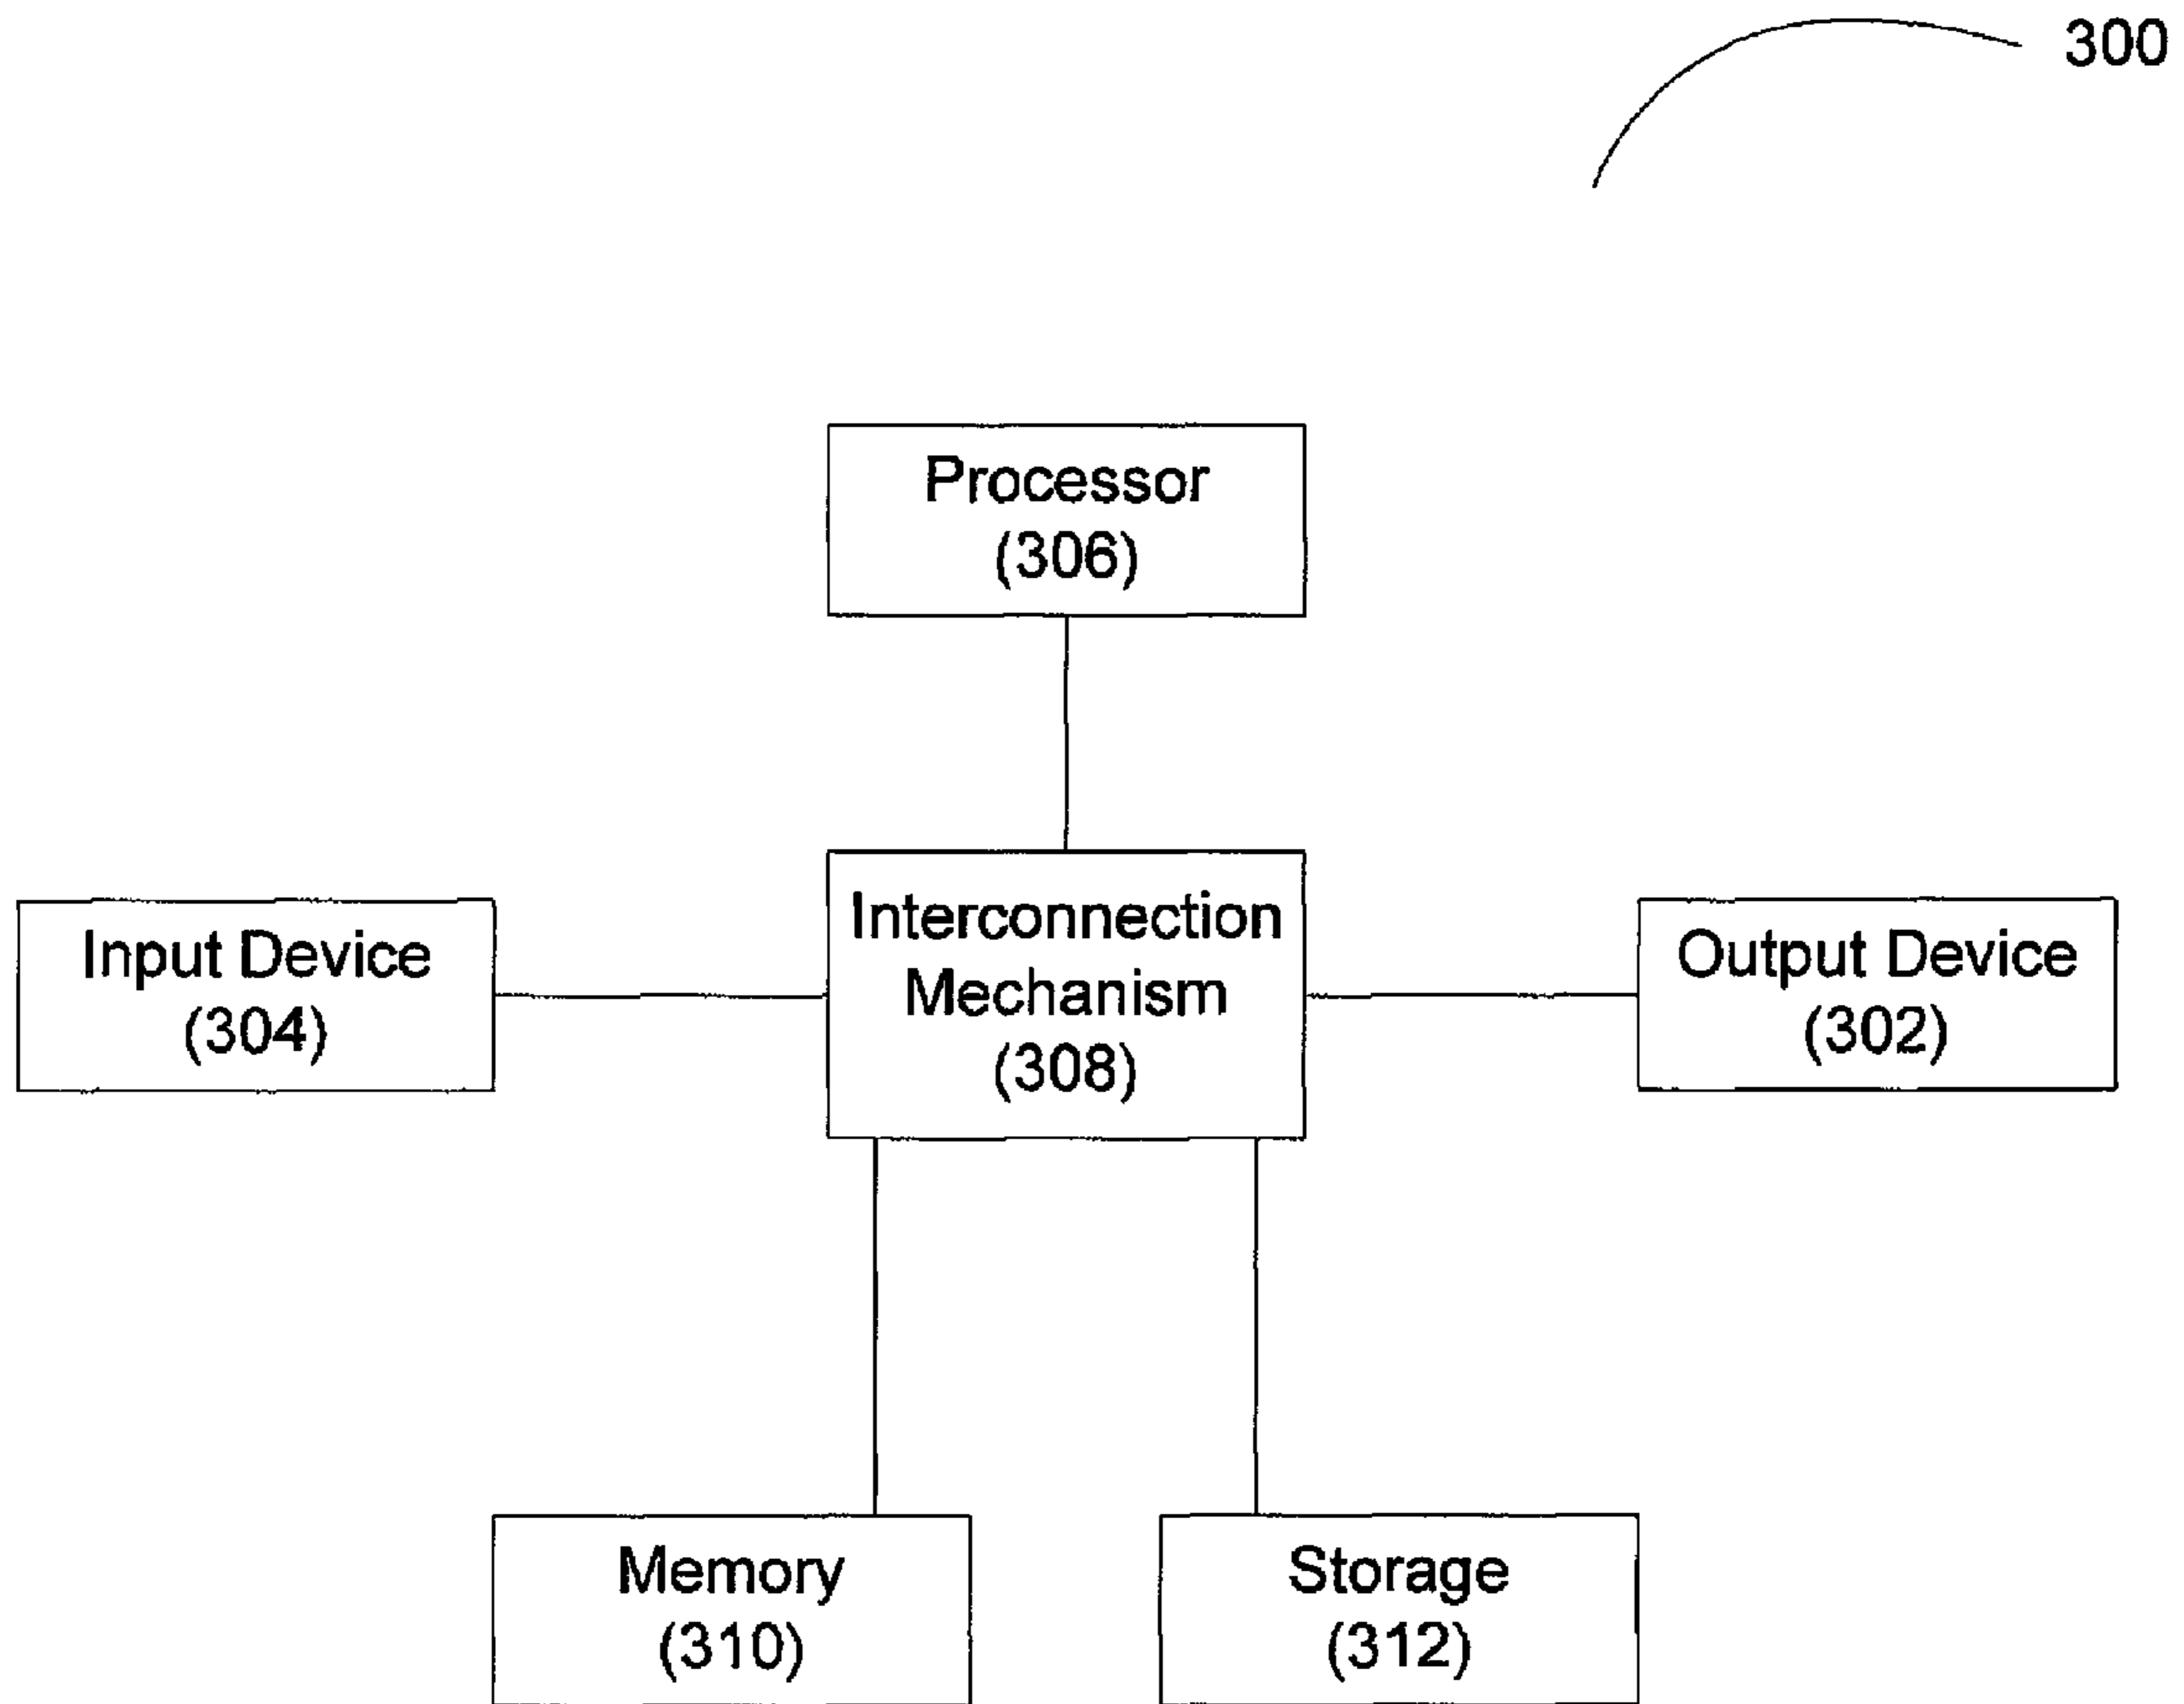 300
Processor
(306)
Interconnection
Mechanism
(308)
Input Device
(304)
Output Device
(302)
Memory
(310)
Storage
(312)